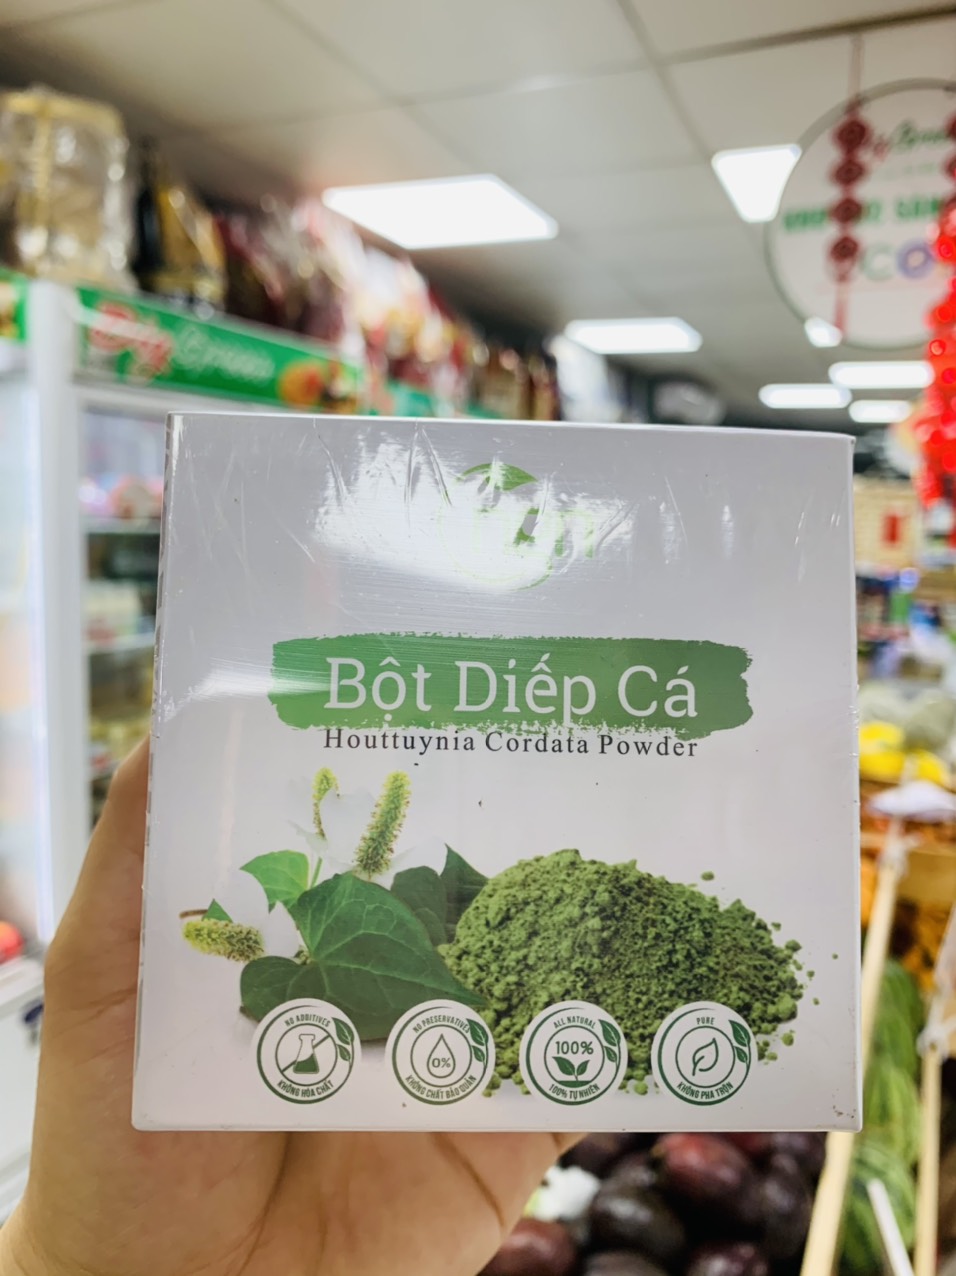 Bột Diếp Cá
Houttuynia Cordata Powder
NO ADDITIVES
KHÔNG HÓA CHẤT
NO PRESERVATIVES
0%
KHÔNG CHẤT BẢO QUẢN
ALL NATURAL
100%
100% TỰ NHIÊN
PURE
KHÔNG PHA TRỘN